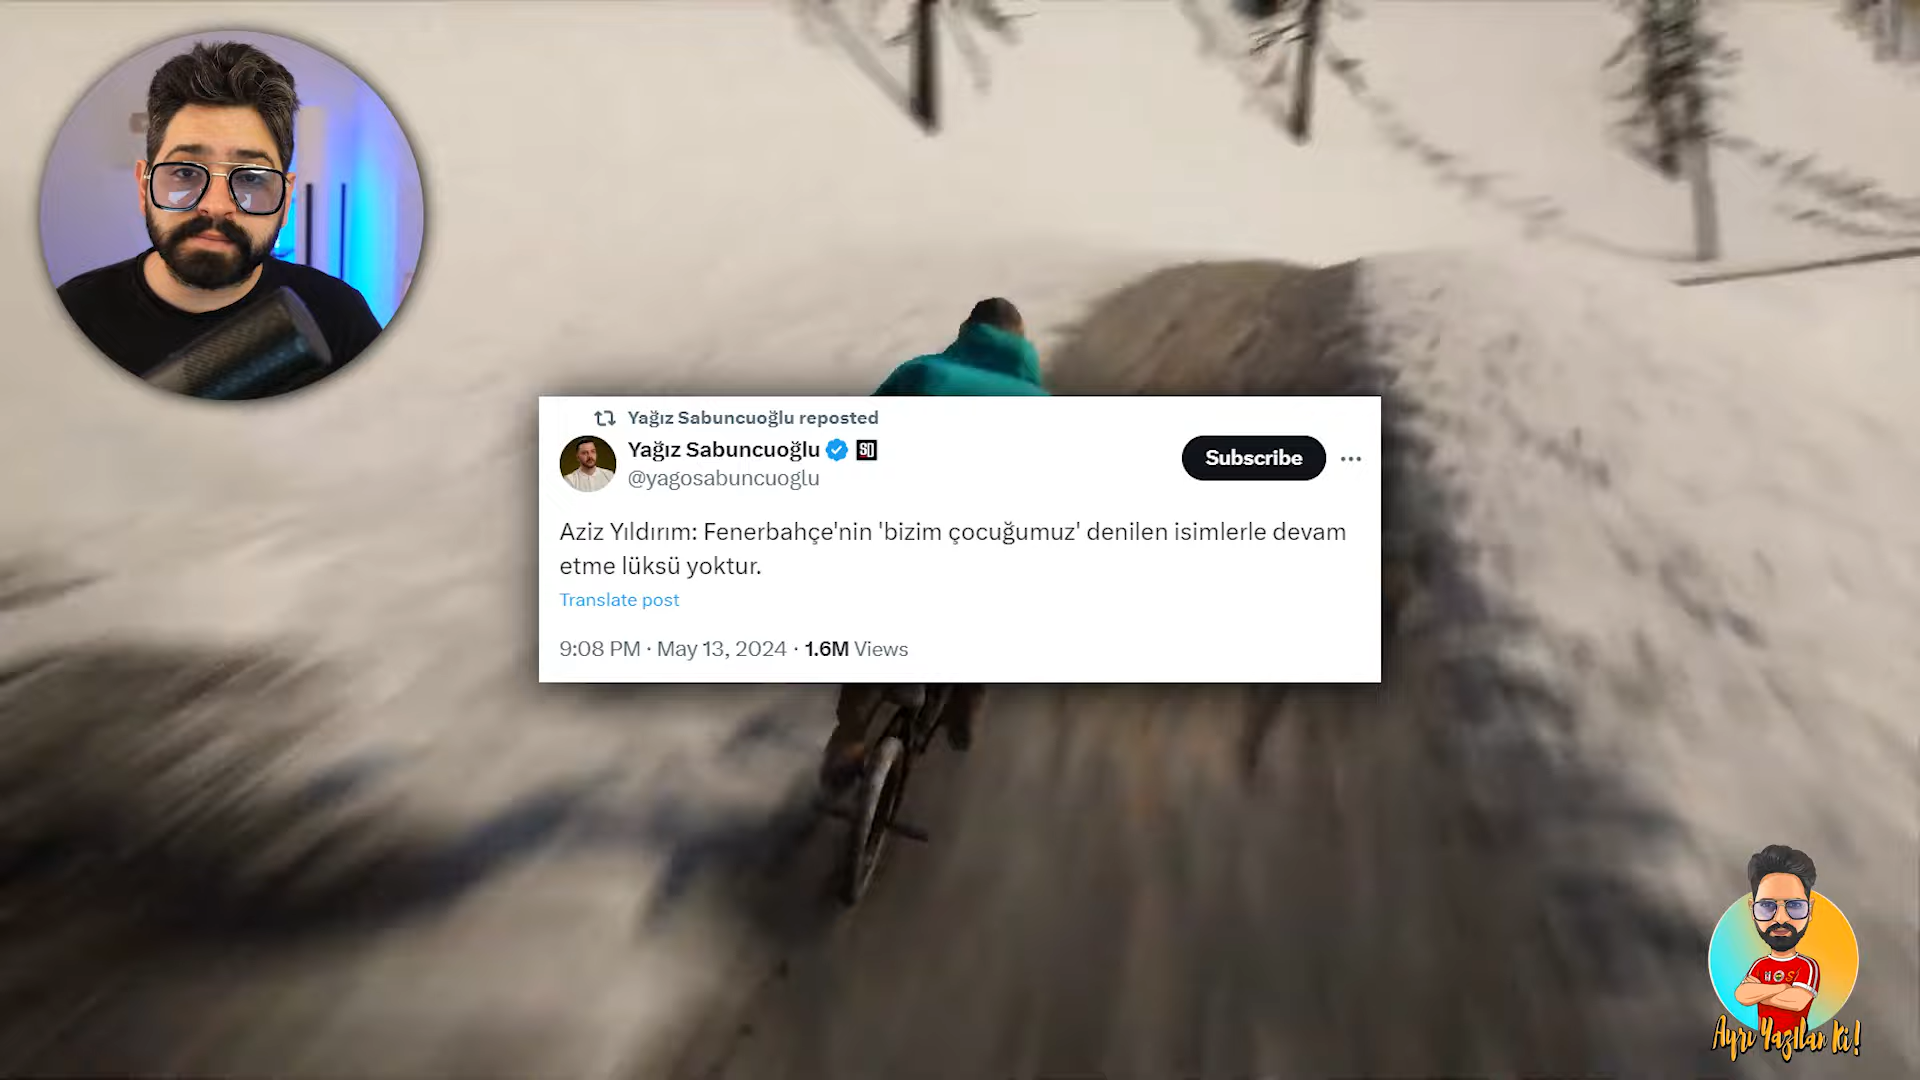 Yağız Sabuncuoğlu reposted
Yağız Sabuncuoğlu
@yagosabuncuoglu
Subscribe
Aziz Yıldırım: Fenerbahçe'nin 'bizim çocuğumuz' denilen isimlerle devam
etme lüksü yoktur.
Translate post
9:08 PM · May 13, 2024 · 1.6M Views
Ayrı Yazılan Ki!